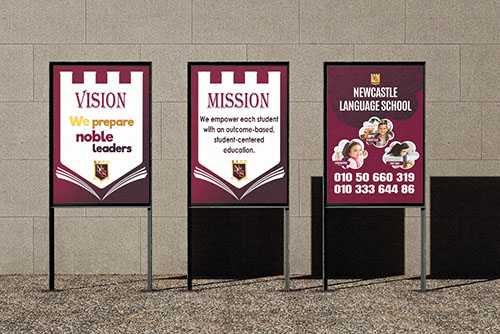 VISION
We prepare
noble
leaders
MISSION
We empower each student
with an outcome-based,
student-centered
education.
NEWCASTLE
LANGUAGE SCHOOL
010 50 660 319
010 333 644 86